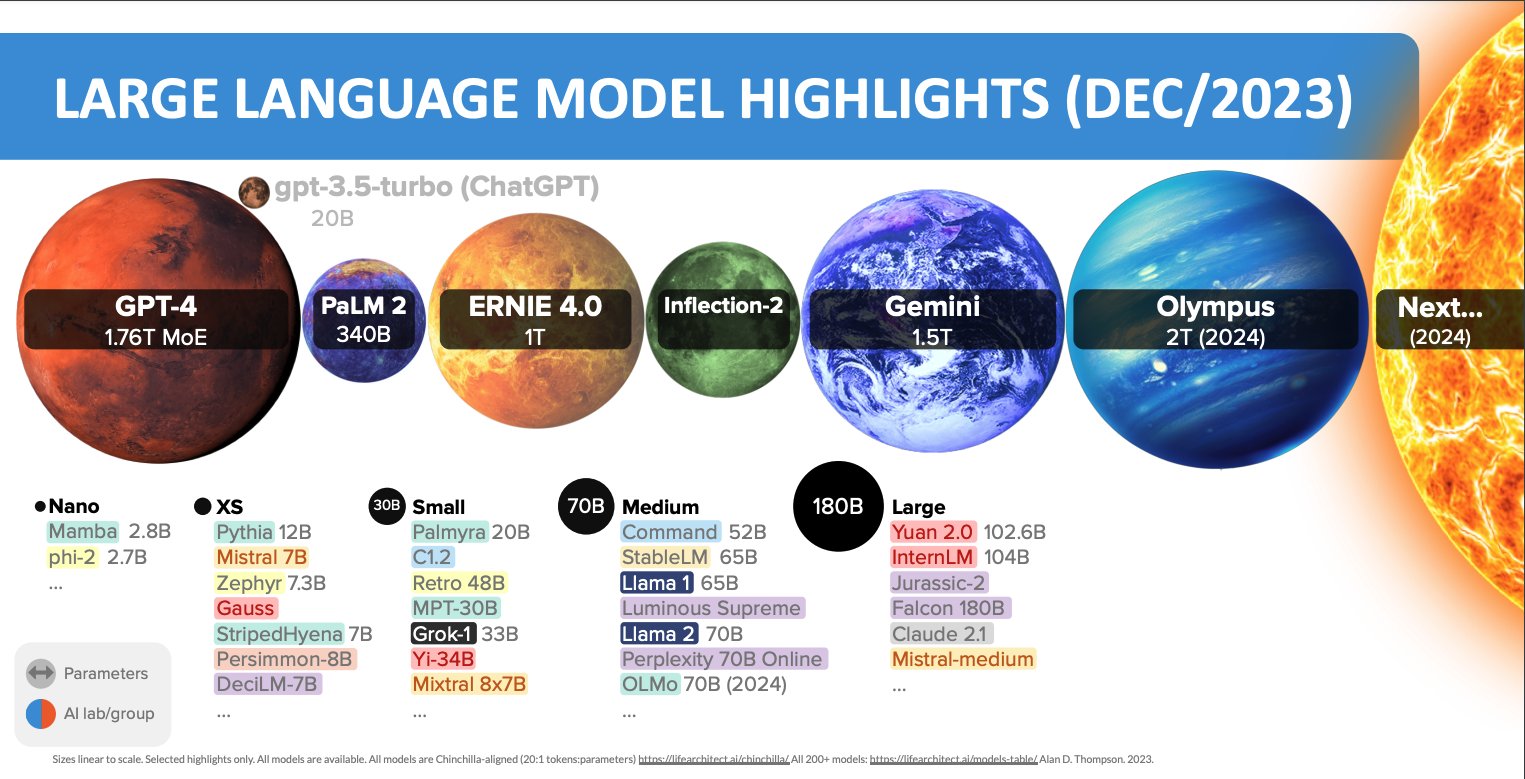 LARGE LANGUAGE MODEL HIGHLIGHTS (DEC/2023)
gpt-3.5-turbo (ChatGPT)
20B
GPT-4
1.76T MoE
PaLM 2
340B
ERNIE 4.0
1T
Inflection-2
Gemini
1.5T
Olympus
2T (2024)
Next...
(2024)
Nano
Mamba 2.8B
phi-2 2.7B
...
XS
Pythia 12B
Mistral 7B
Zephyr 7.3B
Gauss
StripedHyena 7B
Persimmon-8B
DeciLM-7B
...
30B Small
Palmyra 20B
C1.2
Retro 48B
MPT-30B
Grok-1 33B
Yi-34B
Mixtral 8x7B
...
70B Medium
Command 52B
StableLM 65B
Llama 1 65B
Luminous Supreme
Llama 2 70B
Perplexity 70B Online
OLMo 70B (2024)
...
180B Large
Yuan 2.0 102.6B
InternLM 104B
Jurassic-2
Falcon 180B
Claude 2.1
Mistral-medium
...
Parameters
AI lab/group
Sizes linear to scale. Selected highlights only. All models are available. All models are Chinchilla-aligned (20:1 tokens:parameters) https://lifearchitect.ai/chinchilla/ All 200+ models: https://lifearchitect.ai/models-table/ Alan D. Thompson. 2023.